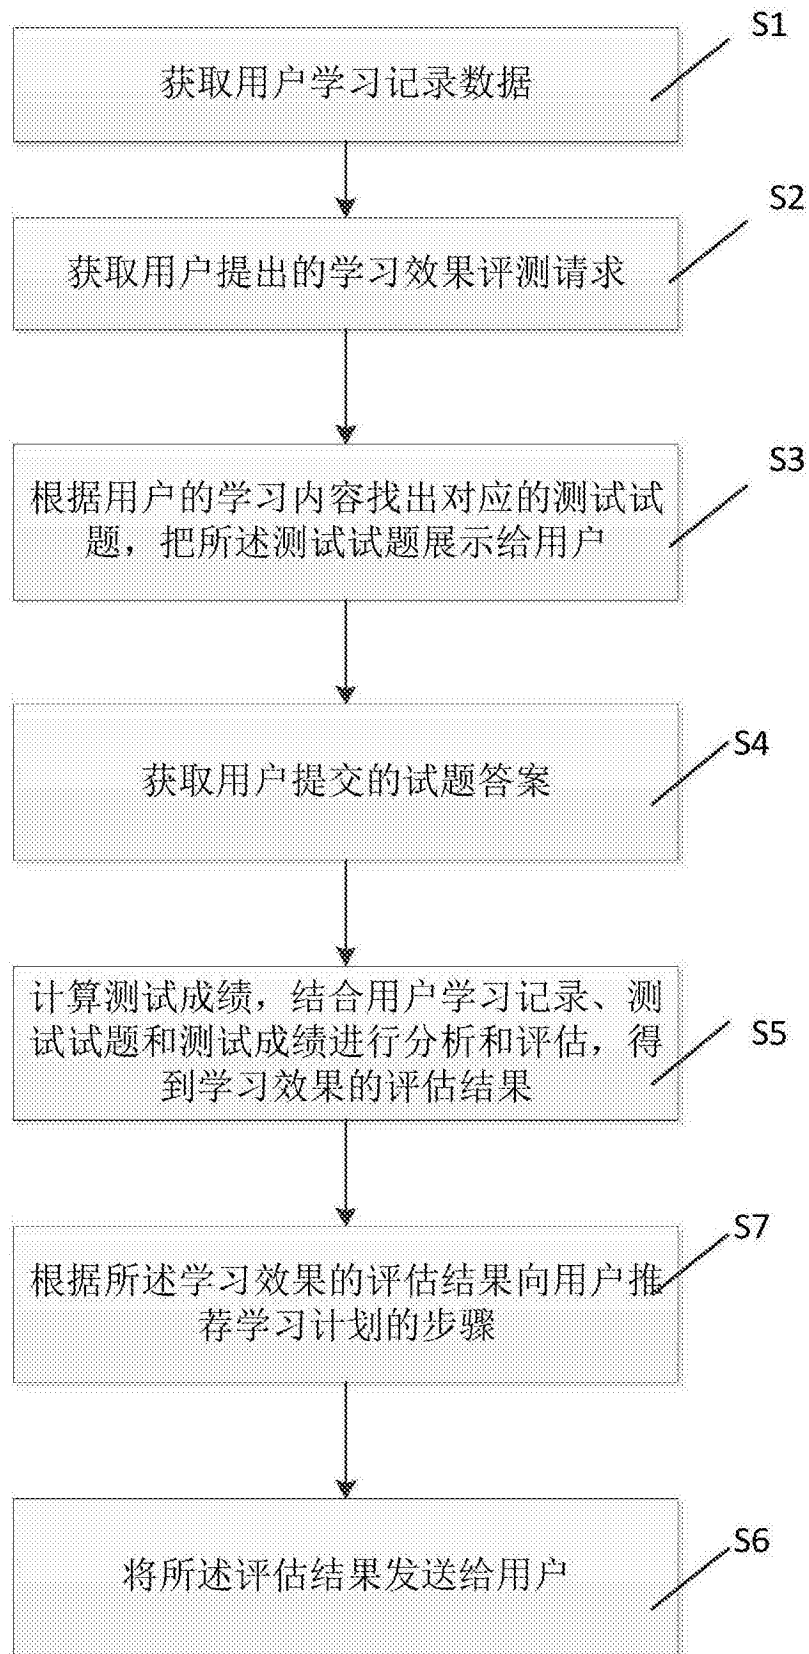 S1
获取用户学习记录数据
S2
获取用户提出的学习效果评测请求
S3
根据用户的学习内容找出对应的测试试
题，把所述测试试题展示给用户
S4
获取用户提交的试题答案
计算测试成绩，结合用户学习记录、测
试试题和测试成绩进行分析和评估，得
到学习效果的评估结果
S5
S7
根据所述学习效果的评估结果向用户推
荐学习计划的步骤
S6
将所述评估结果发送给用户